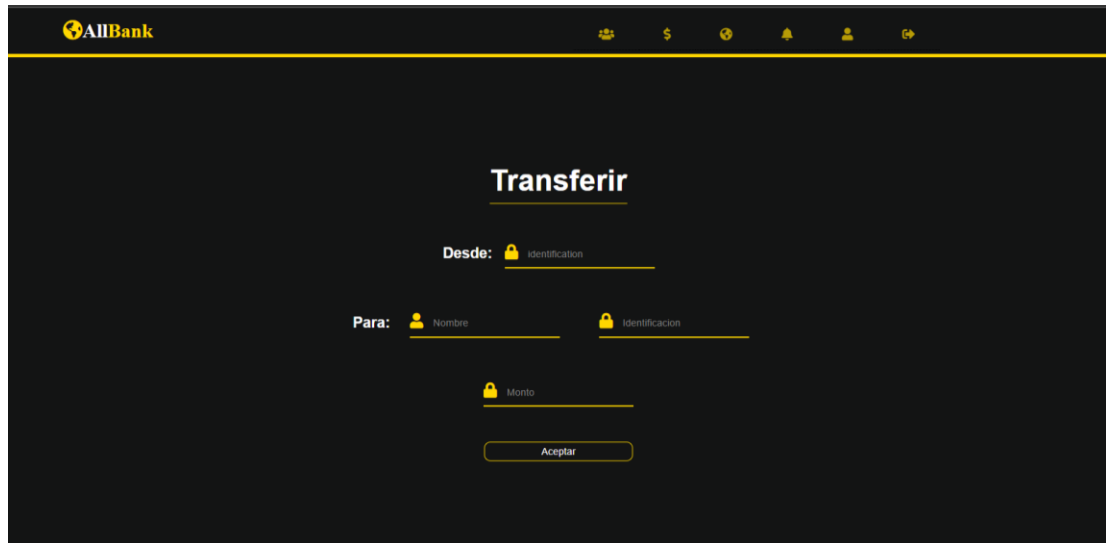 AllBank
Transferir
Desde: identification
Para: Nombre Identificacion
Monto
Aceptar